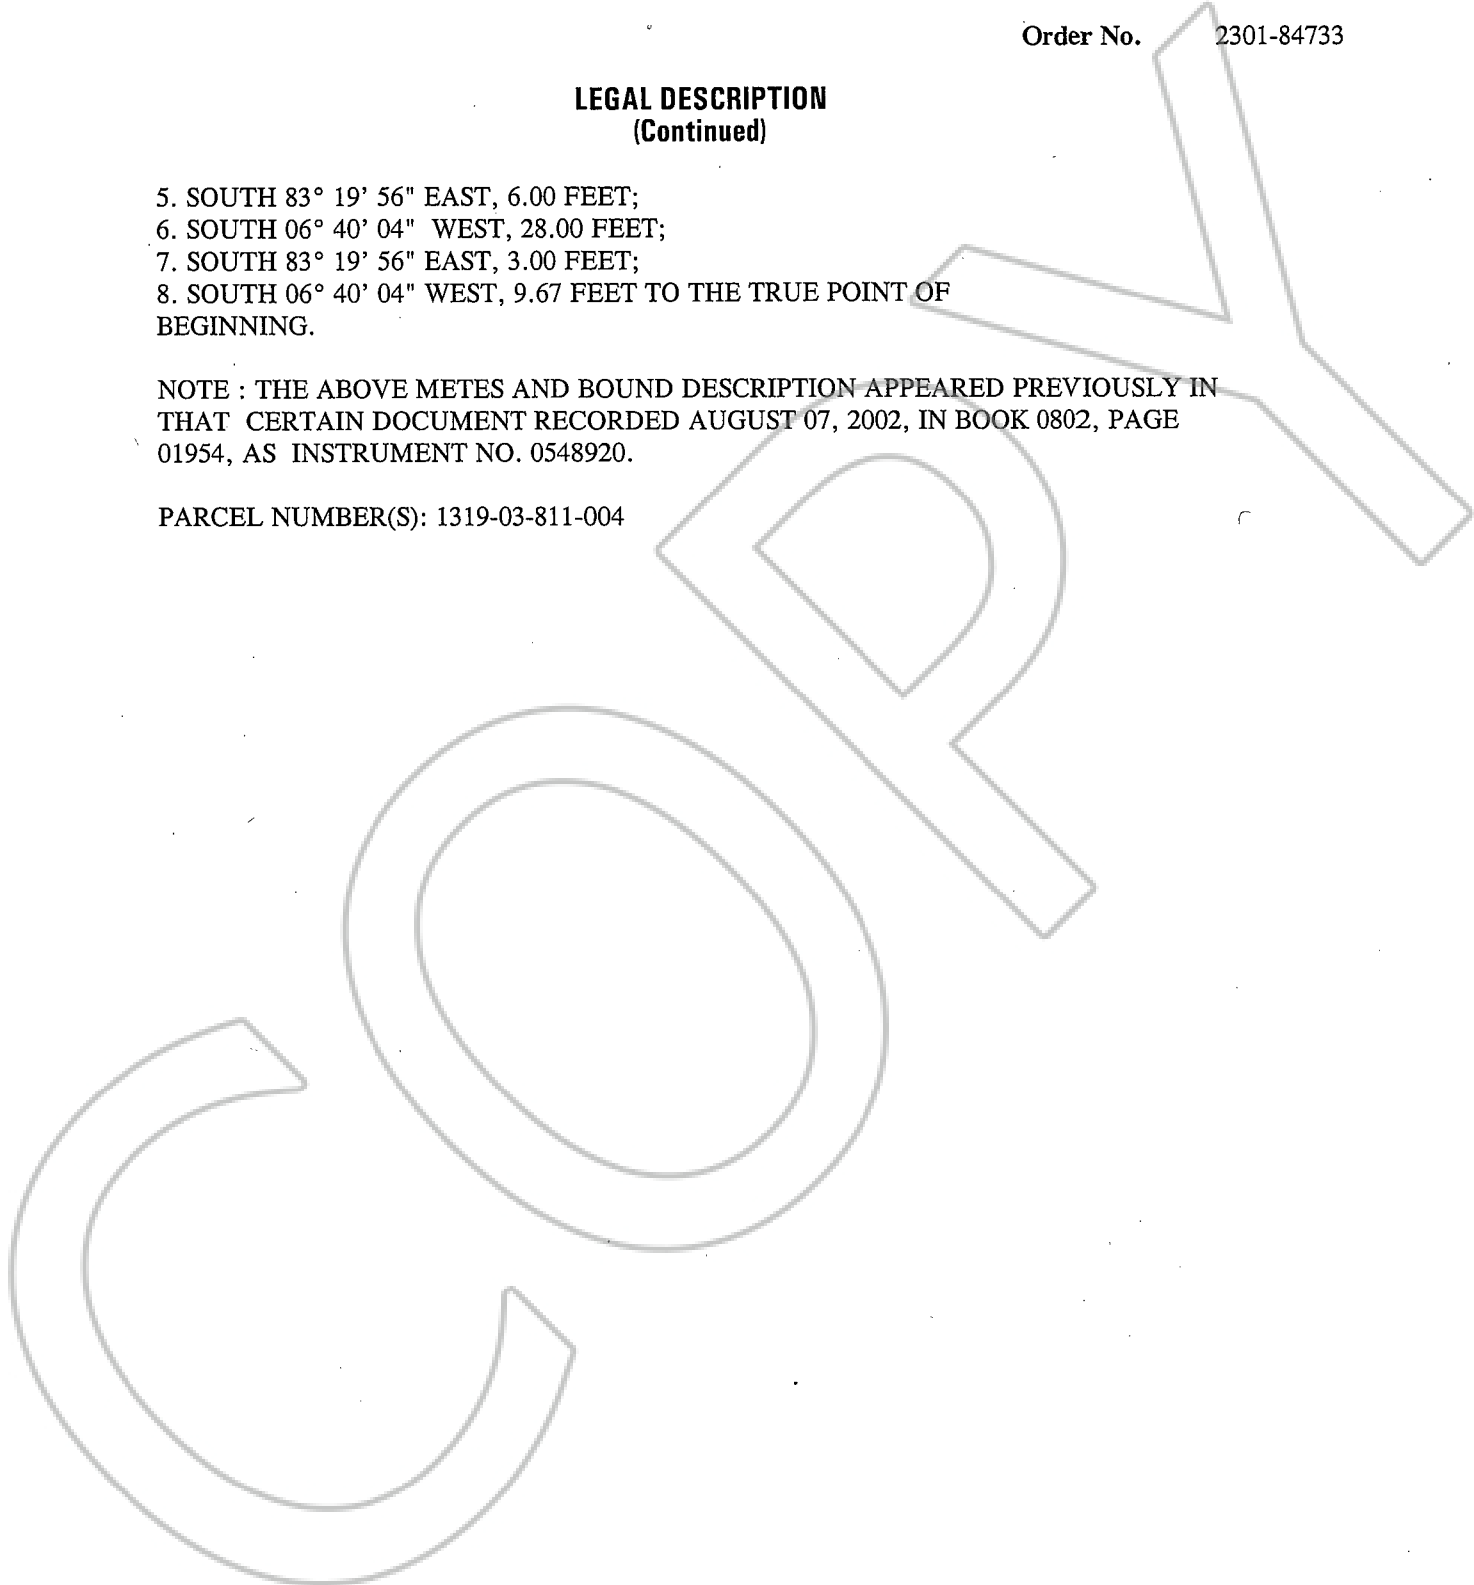 Order No. 2301-84733
LEGAL DESCRIPTION
(Continued)
5. SOUTH 83° 19' 56" EAST, 6.00 FEET;
6. SOUTH 06° 40' 04" WEST, 28.00 FEET;
7. SOUTH 83° 19' 56" EAST, 3.00 FEET;
8. SOUTH 06° 40' 04" WEST, 9.67 FEET TO THE TRUE POINT OF
BEGINNING.
NOTE : THE ABOVE METES AND BOUND DESCRIPTION APPEARED PREVIOUSLY IN
THAT CERTAIN DOCUMENT RECORDED AUGUST 07, 2002, IN BOOK 0802, PAGE
01954, AS INSTRUMENT NO. 0548920.
PARCEL NUMBER(S): 1319-03-811-004
COPY